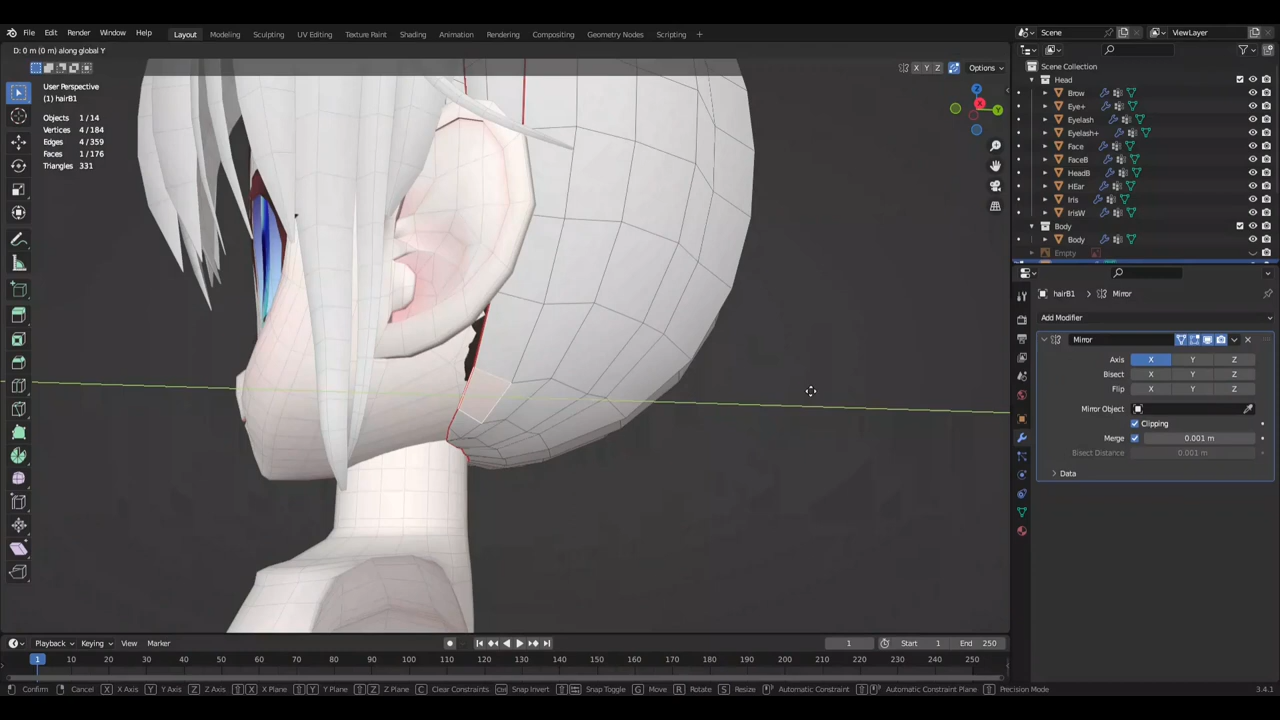 File Edit Render Window Help Layout Modeling Sculpting UV Editing Texture Paint Shading Animation Rendering Compositing Geometry Nodes Scripting + Scene ViewLayer
D: 0 m (0 m) along global Y
X Y Z Options
User Perspective
(1) hairB1
Objects 1/14
Vertices 4/184
Edges 4/359
Faces 1/176
Triangles 331
Z
X
Y
Scene Collection
Head
Brow
Eye+
Eyelash
Eyelash+
Face
FaceB
HeadB
HEar
Iris
IrisW
Body
Body
Empty
hairB1 > Mirror
Add Modifier
Mirror
Axis X Y Z
Bisect X Y Z
Flip X Y Z
Mirror Object
Clipping
Merge 0.001 m
Bisect Distance 0.001 m
Data
Playback Keying View Marker 1 Start 1 End 250
1 10 20 30 40 50 60 70 80 90 100 110 120 130 140 150 160 170 180 190 200 210 220 230 240 250
Confirm Cancel X X Axis Y Y Axis Z Z Axis X X Plane Y Y Plane Z Z Plane C Clear Constraints Snap Invert Snap Toggle G Move R Rotate S Resize Automatic Constraint Automatic Constraint Plane Precision Mode 3.4.1